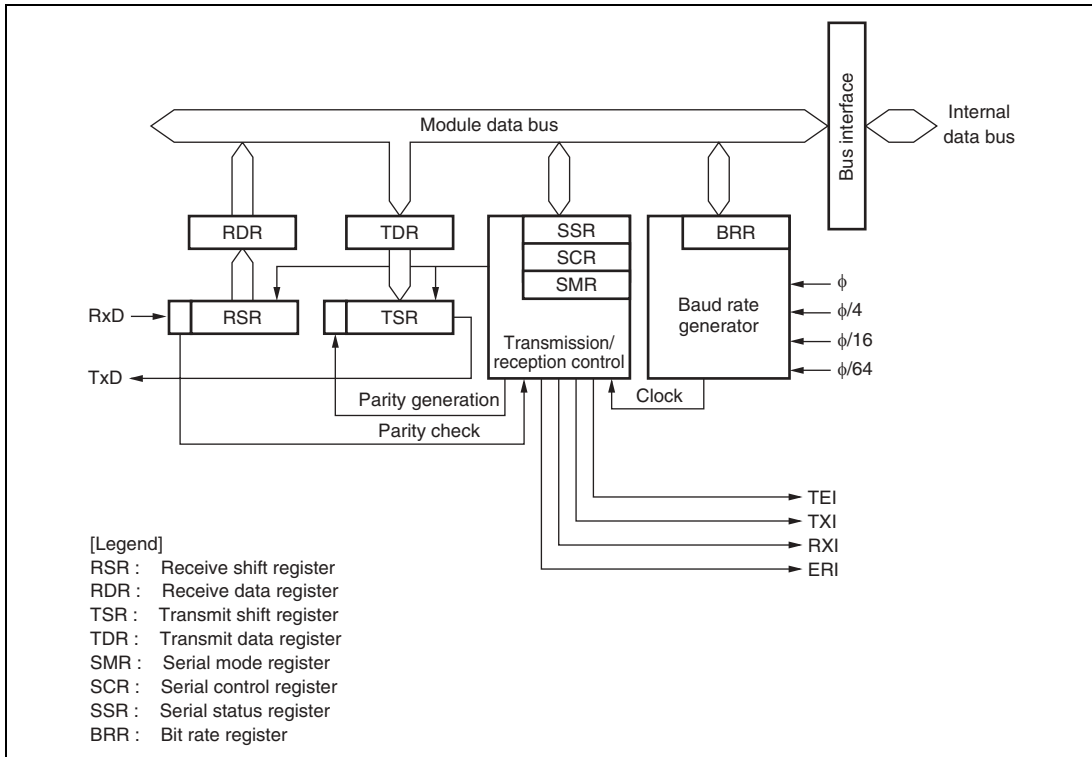 Module data bus
Bus interface
Internal
data bus
RDR
TDR
SSR
SCR
SMR
BRR
RxD
RSR
TSR
TxD
Transmission/
reception control
Baud rate
generator
φ
φ/4
φ/16
φ/64
Parity generation
Parity check
Clock
TEI
TXI
RXI
ERI
[Legend]
RSR : Receive shift register
RDR : Receive data register
TSR : Transmit shift register
TDR : Transmit data register
SMR : Serial mode register
SCR : Serial control register
SSR : Serial status register
BRR : Bit rate register